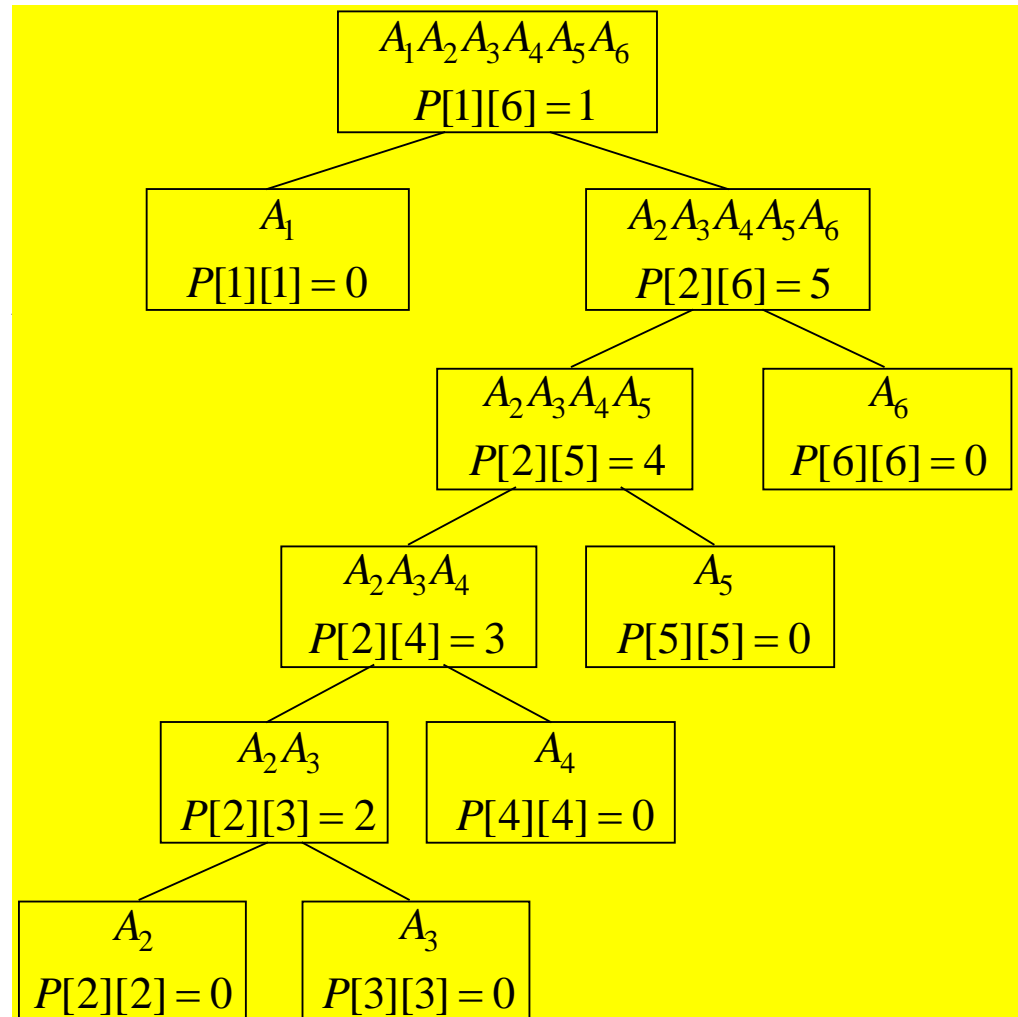 A₁A₂A₃A₄A₅A₆
P[1][6] = 1
A₁
P[1][1] = 0
A₂A₃A₄A₅A₆
P[2][6] = 5
A₂A₃A₄A₅
P[2][5] = 4
A₆
P[6][6] = 0
A₂A₃A₄
P[2][4] = 3
A₅
P[5][5] = 0
A₂A₃
P[2][3] = 2
A₄
P[4][4] = 0
A₂
P[2][2] = 0
A₃
P[3][3] = 0